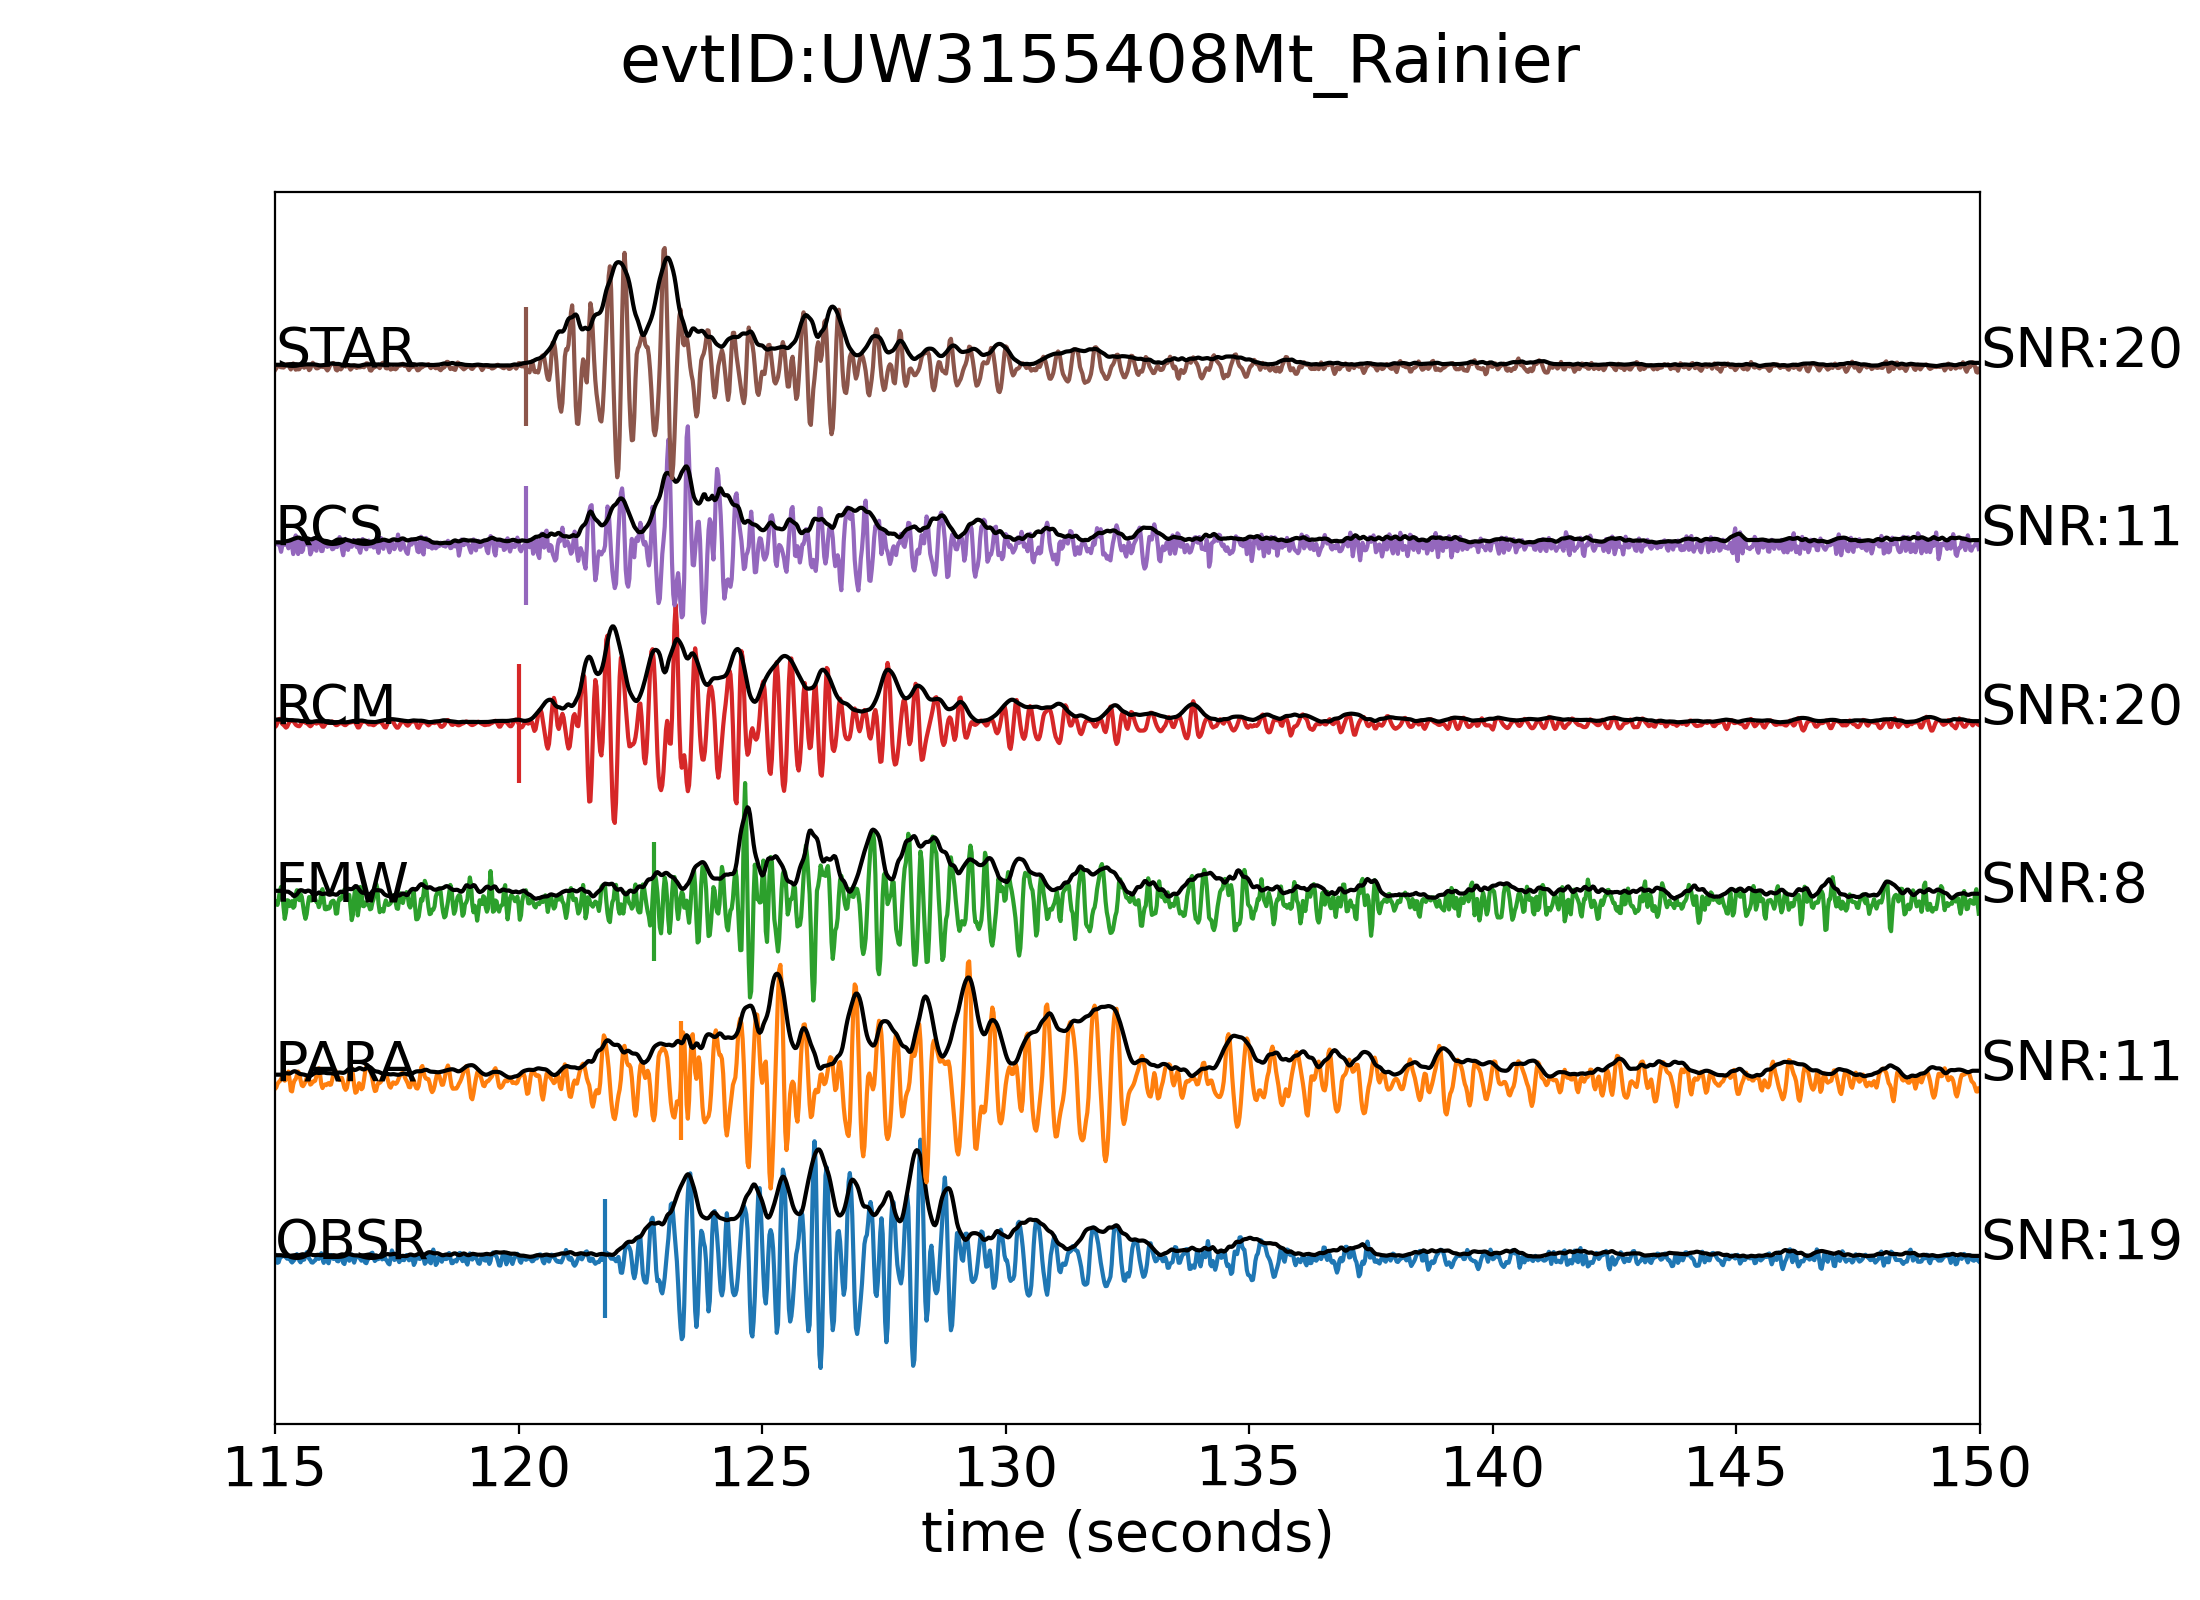 evtID:UW3155408Mt_Rainier
STAR SNR:20
RCS SNR:11
RCM SNR:20
FMW SNR:8
PARA SNR:11
OBSR SNR:19
115 120 125 130 135 140 145 150
time (seconds)